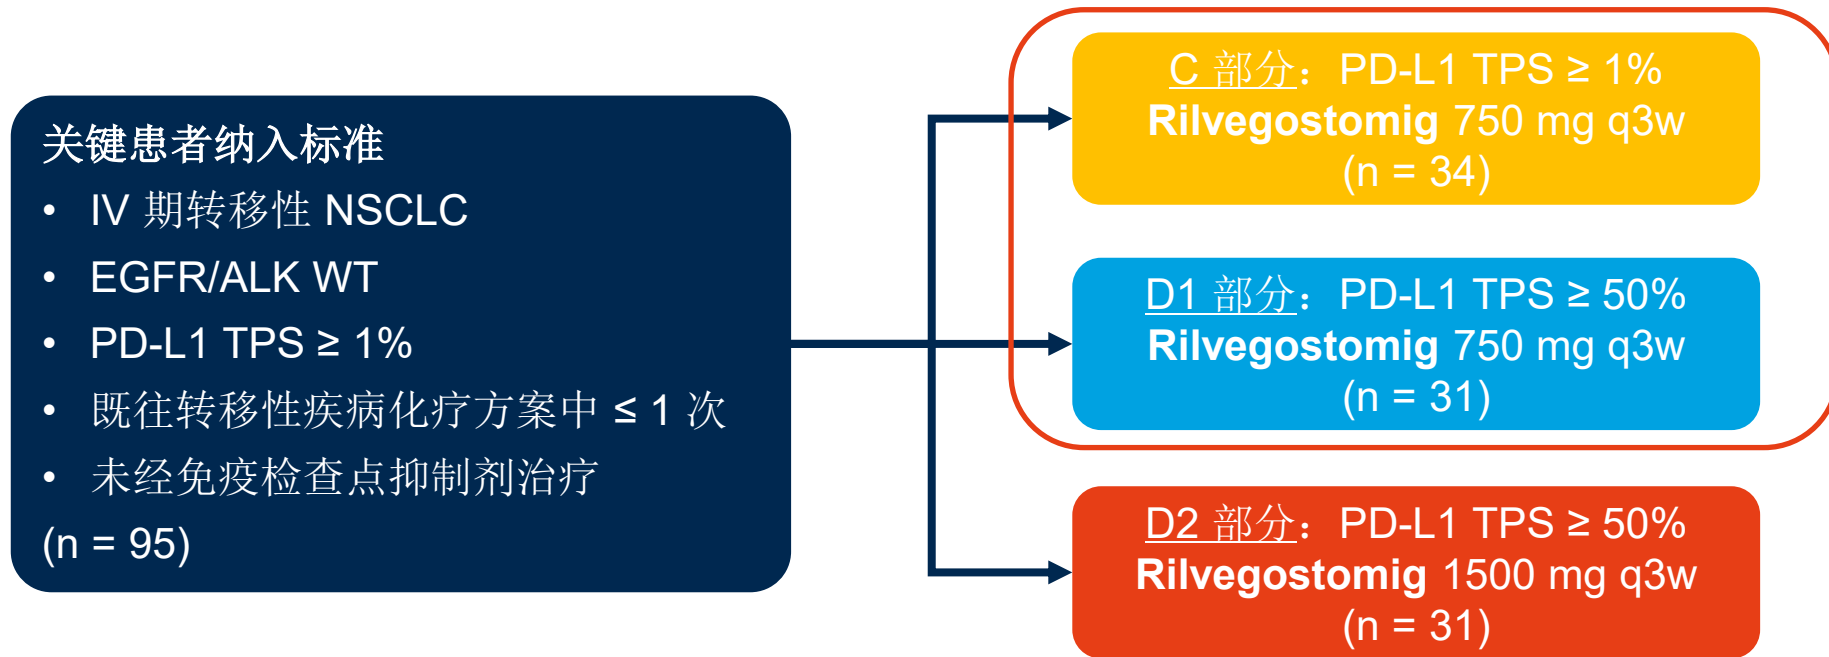 关键患者纳入标准
• IV 期转移性 NSCLC
• EGFR/ALK WT
• PD-L1 TPS ≥ 1%
• 既往转移性疾病化疗方案中 ≤ 1 次
• 未经免疫检查点抑制剂治疗
(n = 95)
C 部分：PD-L1 TPS ≥ 1%
Rilvegostomig 750 mg q3w
(n = 34)
D1 部分：PD-L1 TPS ≥ 50%
Rilvegostomig 750 mg q3w
(n = 31)
D2 部分：PD-L1 TPS ≥ 50%
Rilvegostomig 1500 mg q3w
(n = 31)